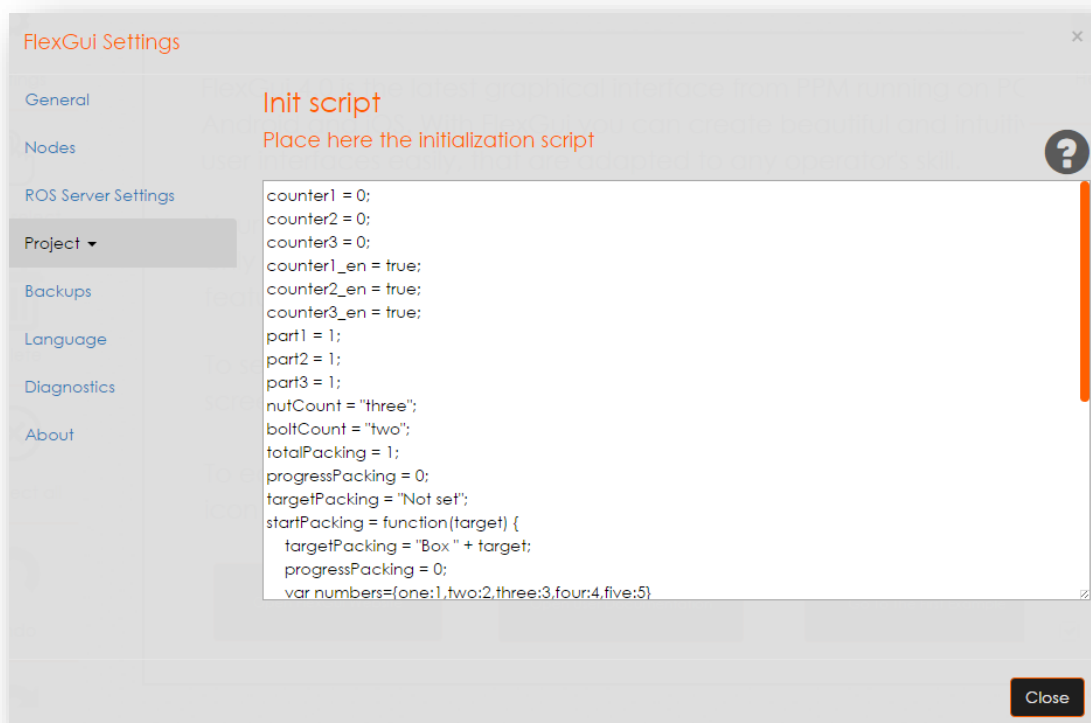 FlexGui Settings
×
General
Nodes
ROS Server Settings
Project
Backups
Language
Diagnostics
About
Init script
Place here the initialization script
?
counter1 = 0;
counter2 = 0;
counter3 = 0;
counter1_en = true;
counter2_en = true;
counter3_en = true;
part1 = 1;
part2 = 1;
part3 = 1;
nutCount = "three";
boltCount = "two";
totalPacking = 1;
progressPacking = 0;
targetPacking = "Not set";
startPacking = function(target) {
    targetPacking = "Box " + target;
    progressPacking = 0;
    var numbers={one:1,two:2,three:3,four:4,five:5}
Close